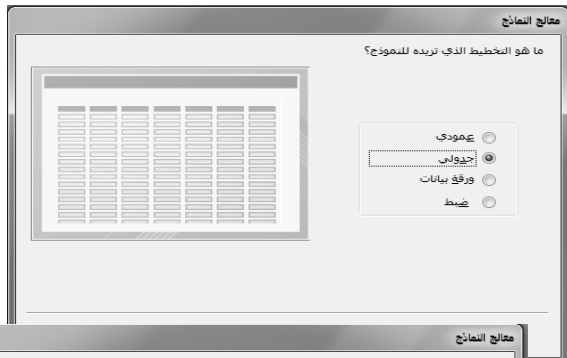 معالج النماذج
ما هو التخطيط الذي تريده للنموذج؟
عمودي
جدولي
ورقة بيانات
ضبط
معالج النماذج